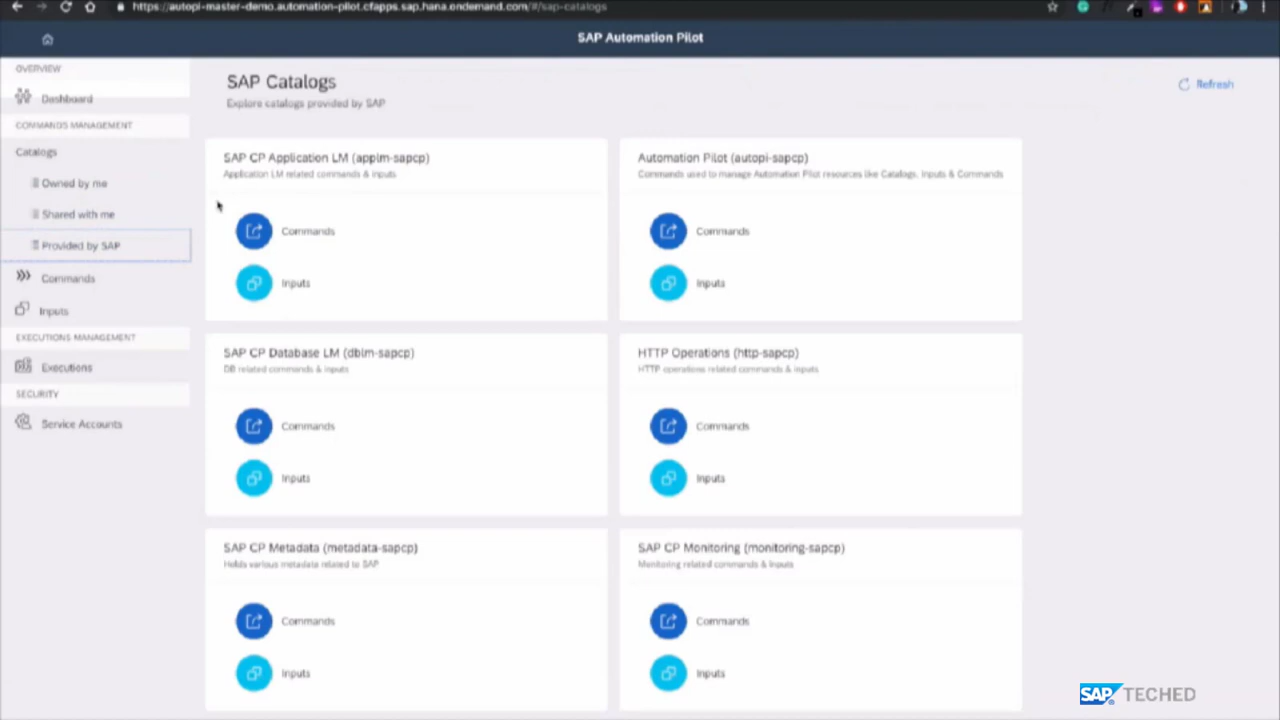 https://autopi-master-demo.automation-pilot.cfapps.sap.hana.ondemand.com/#/sap-catalogs
SAP Automation Pilot
OVERVIEW
Dashboard
COMMANDS MANAGEMENT
Catalogs
Owned by me
Shared with me
Provided by SAP
Commands
Inputs
EXECUTIONS MANAGEMENT
Executions
SECURITY
Service Accounts
SAP Catalogs
Explore catalogs provided by SAP
Refresh
SAP CP Application LM (applm-sapcp)
Application LM related commands & inputs
Commands
Inputs
Automation Pilot (autopi-sapcp)
Commands used to manage Automation Pilot resources like Catalogs, Inputs & Commands
Commands
Inputs
SAP CP Database LM (dblm-sapcp)
DB related commands & inputs
Commands
Inputs
HTTP Operations (http-sapcp)
HTTP operations related commands & inputs
Commands
Inputs
SAP CP Metadata (metadata-sapcp)
Holds various metadata related to SAP
Commands
Inputs
SAP CP Monitoring (monitoring-sapcp)
Monitoring related commands & inputs
Commands
Inputs
SAP TECHED